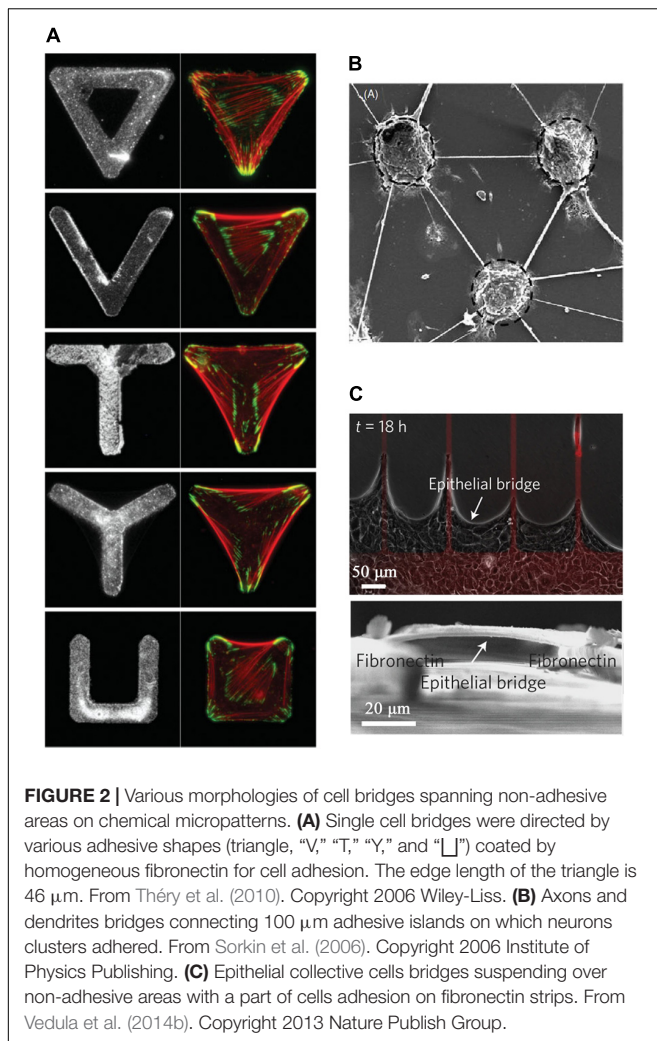 A
B
(A)
C
t = 18 h
Epithelial bridge
50 μm
Fibronectin Fibronectin
Epithelial bridge
20 μm
FIGURE 2 | Various morphologies of cell bridges spanning non-adhesive
areas on chemical micropatterns. (A) Single cell bridges were directed by
various adhesive shapes (triangle, “V,” “T,” “Y,” and “∐”) coated by
homogeneous fibronectin for cell adhesion. The edge length of the triangle is
46 μm. From Théry et al. (2010). Copyright 2006 Wiley-Liss. (B) Axons and
dendrites bridges connecting 100 μm adhesive islands on which neurons
clusters adhered. From Sorkin et al. (2006). Copyright 2006 Institute of
Physics Publishing. (C) Epithelial collective cells bridges suspending over
non-adhesive areas with a part of cells adhesion on fibronectin strips. From
Vedula et al. (2014b). Copyright 2013 Nature Publish Group.